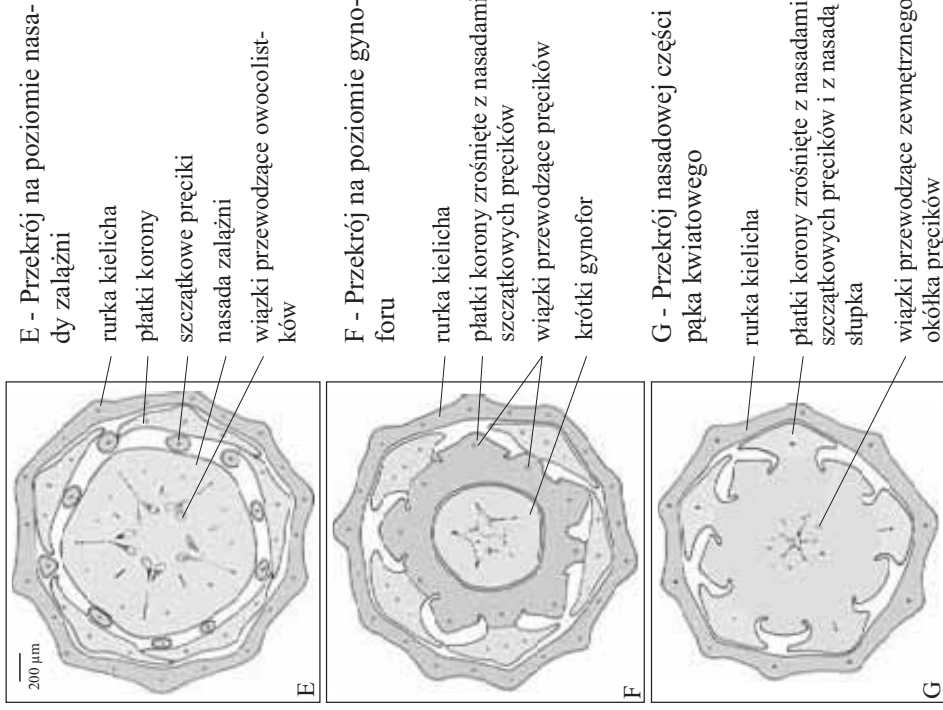 E - Przekrój na poziomie nasa-
dy zalążni
rurka kielicha
płatki korony
szczątkowe pręciki
nasada zalążni
wiązki przewodzące owocolist-
ków
200 µm
E
F - Przekrój na poziomie gyno-
foru
rurka kielicha
płatki korony zrośnięte z nasadami
szczątkowych pręcików
wiązki przewodzące pręcików
krótki gynofor
F
G - Przekrój nasadowej części
pąka kwiatowego
rurka kielicha
płatki korony zrośnięte z nasadami
szczątkowych pręcików i z nasadą
słupka
wiązki przewodzące zewnętrznego
okółka pręcików
G